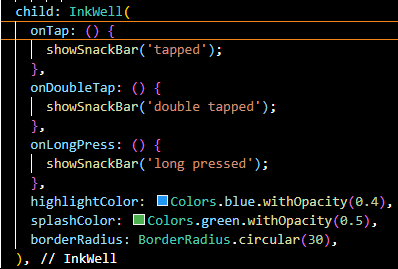 child: InkWell(
onTap: () {
showSnackBar('tapped');
},
onDoubleTap: () {
showSnackBar('double tapped');
},
onLongPress: () {
showSnackBar('long pressed');
},
highlightColor: Colors.blue.withOpacity(0.4),
splashColor: Colors.green.withOpacity(0.5),
borderRadius: BorderRadius.circular(30),
), // InkWell